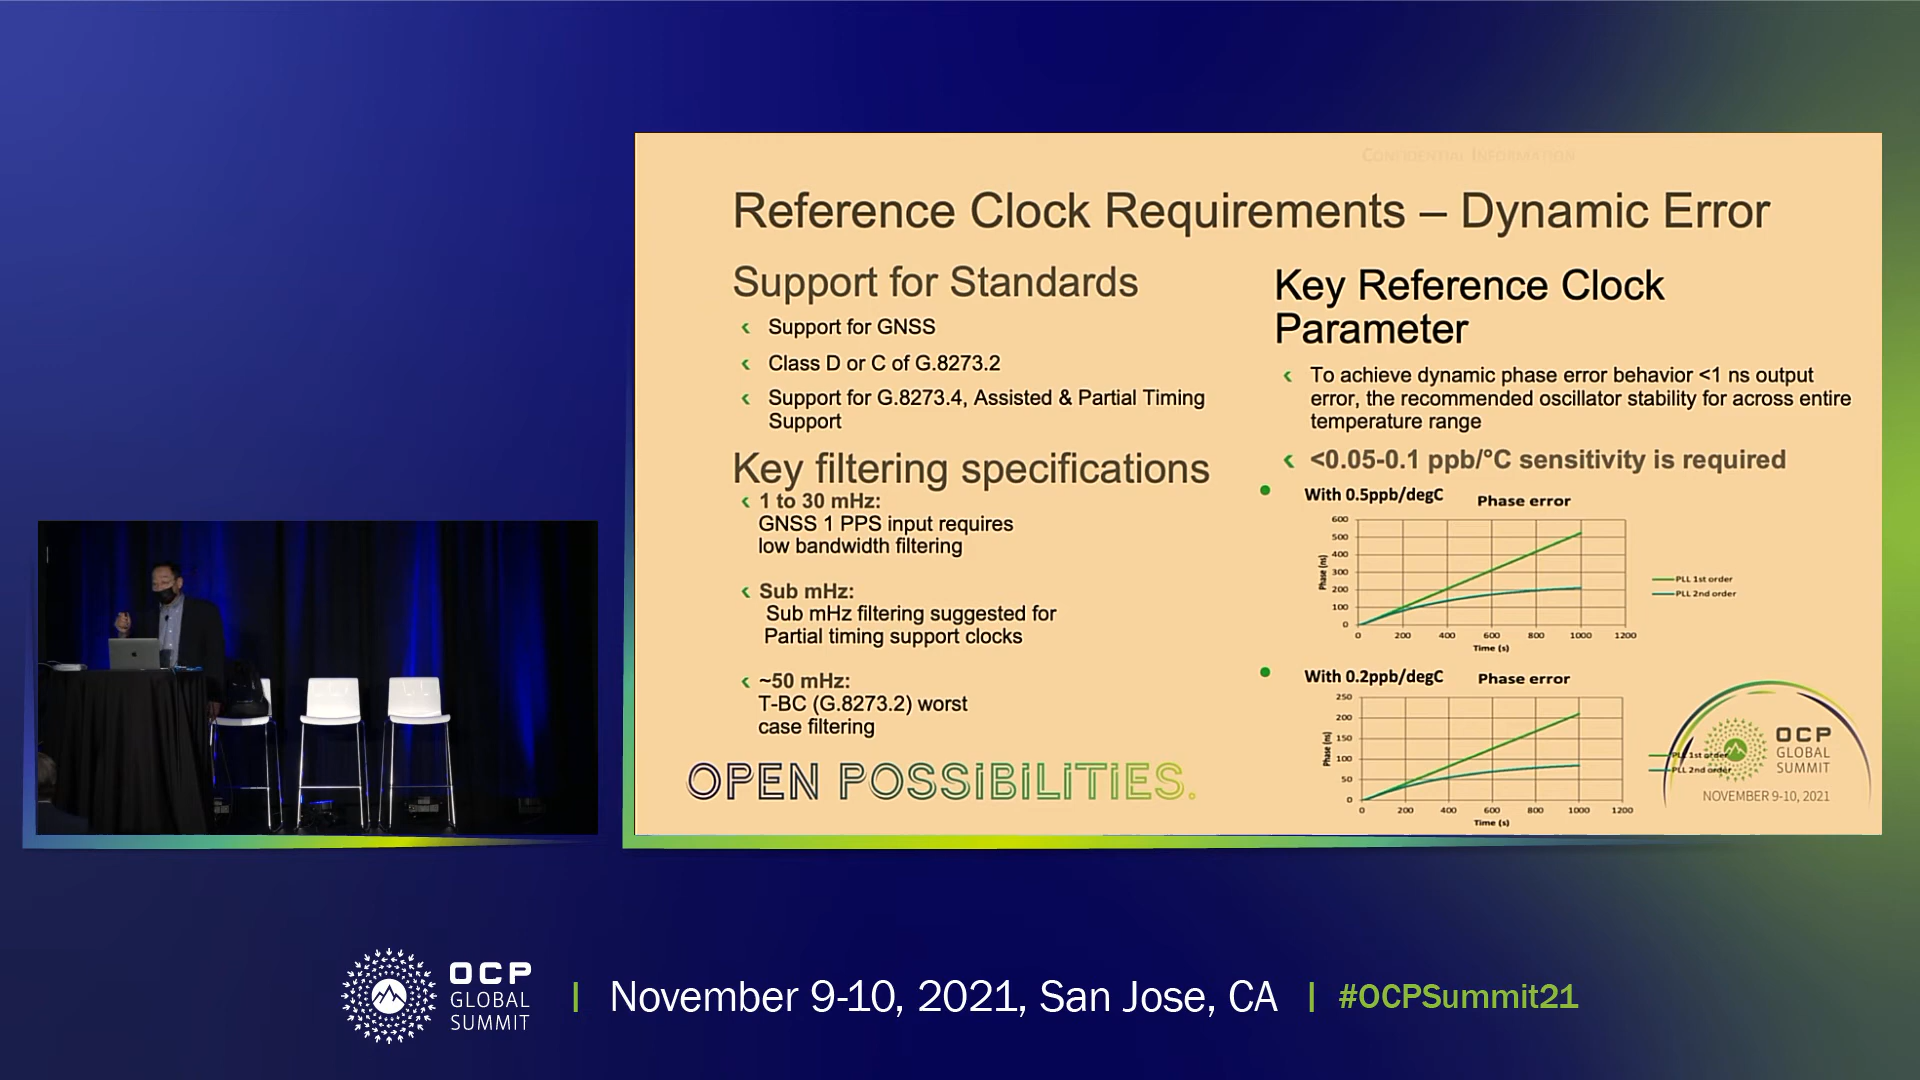 CONFIDENTIAL INFORMATION
Reference Clock Requirements – Dynamic Error
Support for Standards
Support for GNSS
Class D or C of G.8273.2
Support for G.8273.4, Assisted & Partial Timing
Support
Key filtering specifications
1 to 30 mHz:
GNSS 1 PPS input requires
low bandwidth filtering
Sub mHz:
Sub mHz filtering suggested for
Partial timing support clocks
~50 mHz:
T-BC (G.8273.2) worst
case filtering
OPEN POSSIBILITIES.
Key Reference Clock
Parameter
To achieve dynamic phase error behavior <1 ns output
error, the recommended oscillator stability for across entire
temperature range
<0.05-0.1 ppb/°C sensitivity is required
With 0.5ppb/degC
Phase error
600
500
400
300
200
100
0
Phase (ns)
0 200 400 600 800 1000 1200
Time (s)
PLL 1st order
PLL 2nd order
With 0.2ppb/degC
Phase error
250
200
150
100
50
0
Phase (ns)
0 200 400 600 800 1000 1200
Time (s)
PLL 1st order
PLL 2nd order
OCP
GLOBAL
SUMMIT
NOVEMBER 9-10, 2021
OCP
GLOBAL
SUMMIT
November 9-10, 2021, San Jose, CA
#OCPSummit21